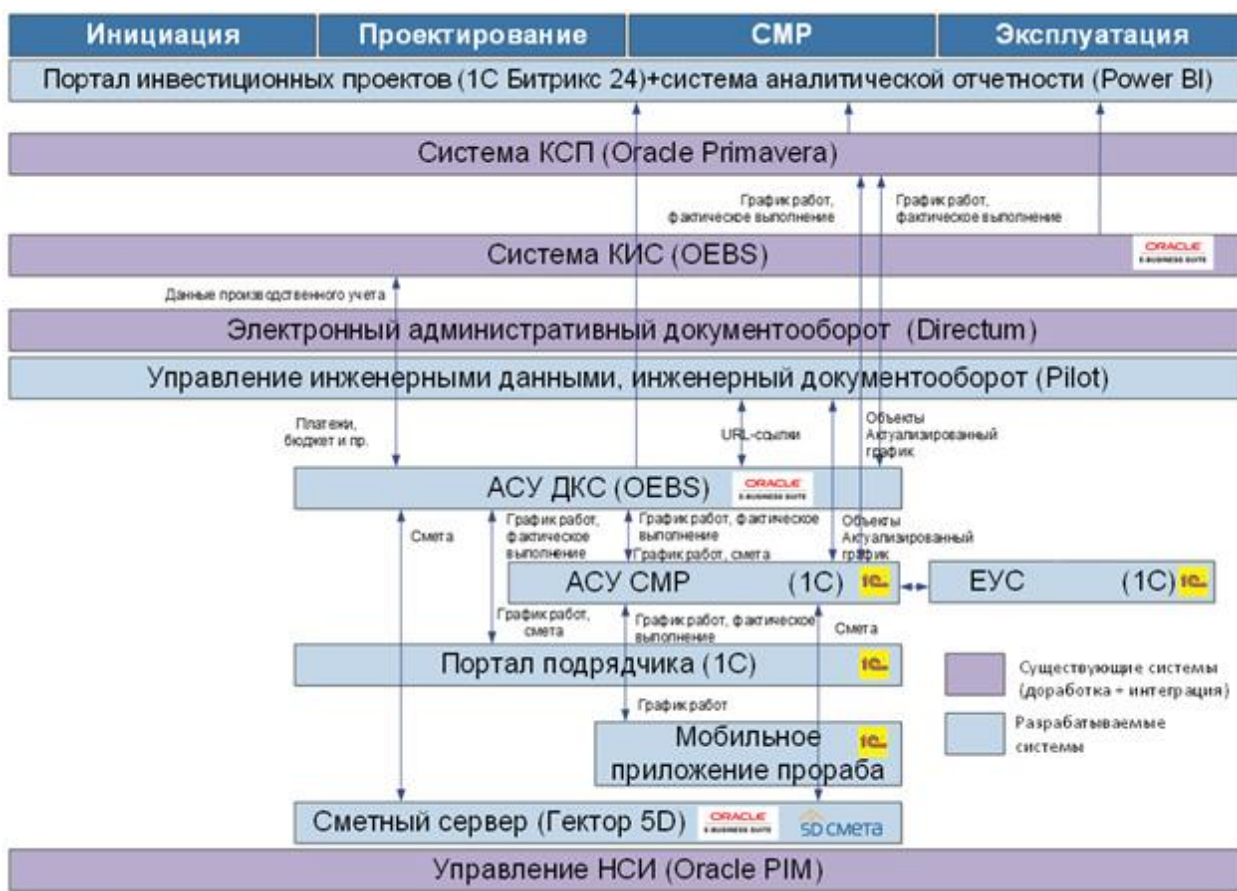 Инициация
Проектирование
СМР
Эксплуатация
Портал инвестиционных проектов (1С Битрикс 24)+система аналитической отчетности (Power BI)
Система КСП (Oracle Primavera)
График работ,
фактическое выполнение
График работ,
фактическое выполнение
Система КИС (OEBS)
ORACLE
E-BUSINESS SUITE
Данные производственного учета
Электронный административный документооборот (Directum)
Управление инженерными данными, инженерный документооборот (Pilot)
Платежи,
бюджет и пр.
URL-ссылки
Объекты
Актуализированный
график
АСУ ДКС (OEBS)
ORACLE
E-BUSINESS SUITE
Смета
График работ,
фактическое
выполнение
График работ, фактическое
выполнение
График работ, смета
Объекты
Актуализированный
график
АСУ СМР (1С)
1С
ЕУС (1С)
1С
График работ,
смета
График работ, фактическое
выполнение
Смета
Портал подрядчика (1С)
1С
График работ
Мобильное
приложение прораба
1С
Существующие системы
(доработка + интеграция)
Разрабатываемые
системы
Сметный сервер (Гектор 5D)
ORACLE
E-BUSINESS SUITE
5D СМЕТА
Управление НСИ (Oracle PIM)